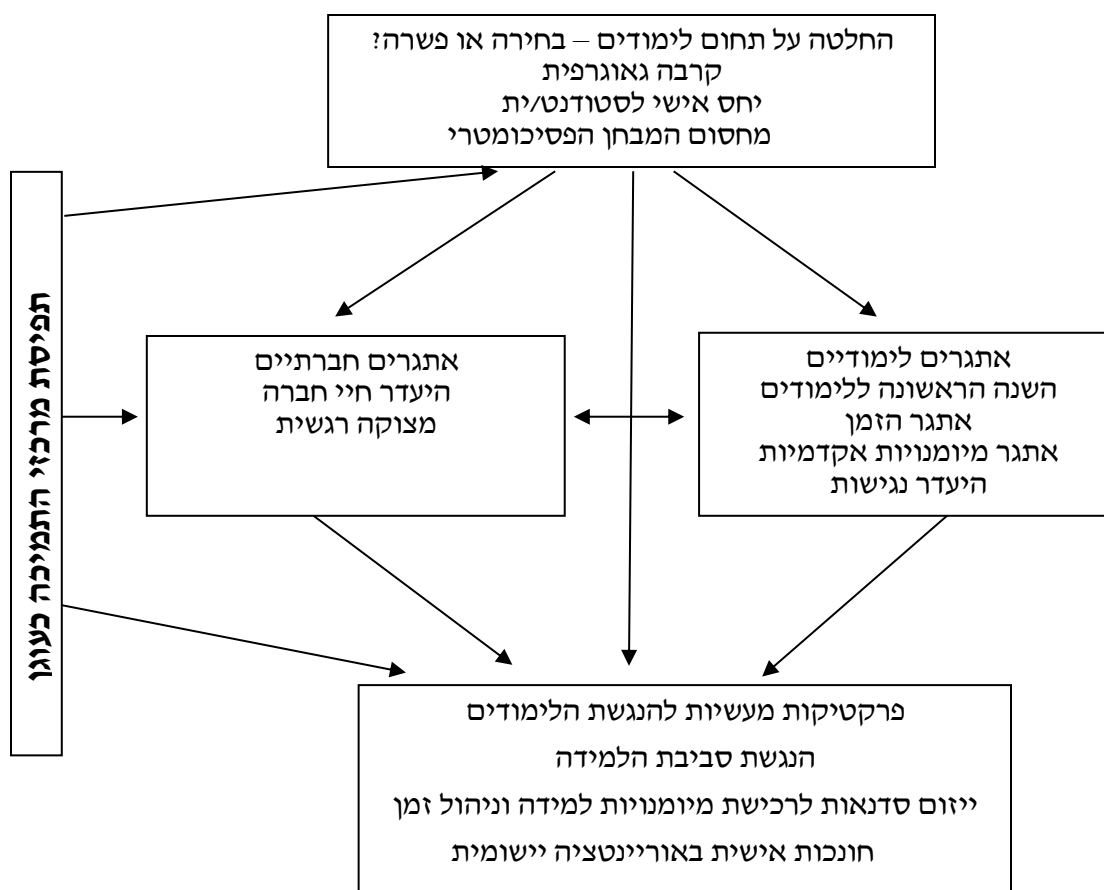 החלטה על תחום לימודים – בחירה או פשרה?
קרבה גאוגרפית
יחס אישי לסטודנט/ית
מחסום המבחן הפסיכומטרי
תפיסת מרכזי התמיכה כעוגן
אתגרים לימודיים
השנה הראשונה ללימודים
אתגר הזמן
אתגר מיומנויות אקדמיות
היעדר נגישות
אתגרים חברתיים
היעדר חיי חברה
מצוקה רגשית
פרקטיקות מעשיות להנגשת הלימודים
הנגשת סביבת הלמידה
ייזום סדנאות לרכישת מיומנויות למידה וניהול זמן
חונכות אישית באוריינטציה יישומית